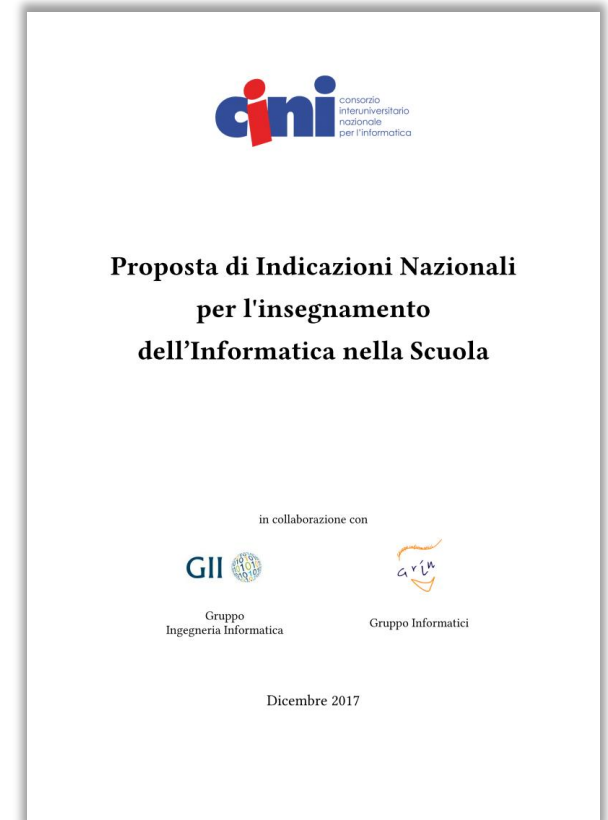 cini
consorzio
interuniversitario
nazionale
per l'informatica
Proposta di Indicazioni Nazionali
per l'insegnamento
dell’Informatica nella Scuola
in collaborazione con
GII
Grin
Gruppo
Ingegneria Informatica
Gruppo Informatici
Dicembre 2017